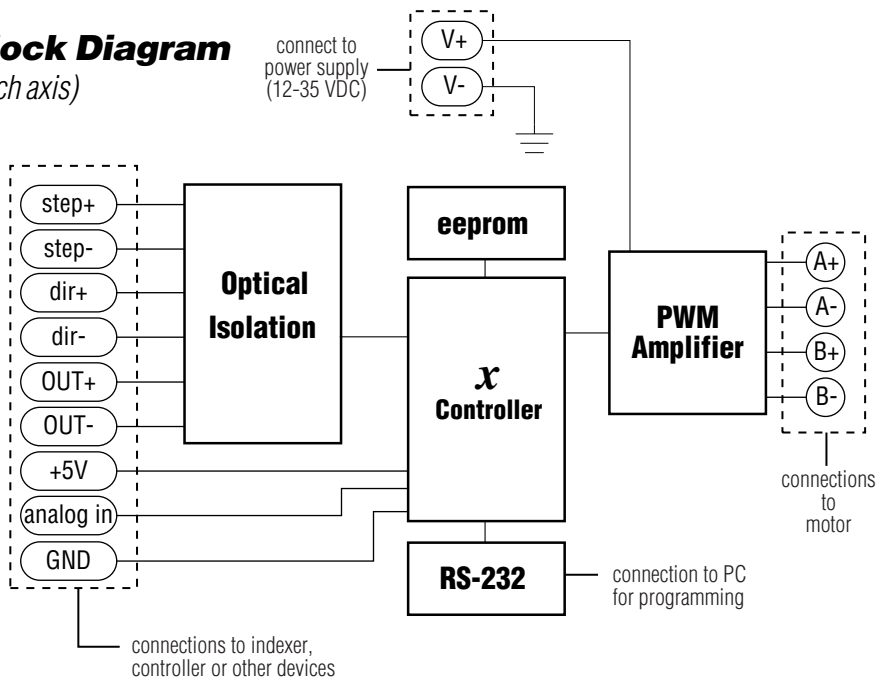 ock Diagram
ch axis)
connect to
power supply
(12-35 VDC)
V+
V-
step+
step-
dir+
dir-
OUT+
OUT-
+5V
analog in
GND
Optical
Isolation
eeprom
x
Controller
RS-232
PWM
Amplifier
A+
A-
B+
B-
connections
to
motor
connection to PC
for programming
connections to indexer,
controller or other devices